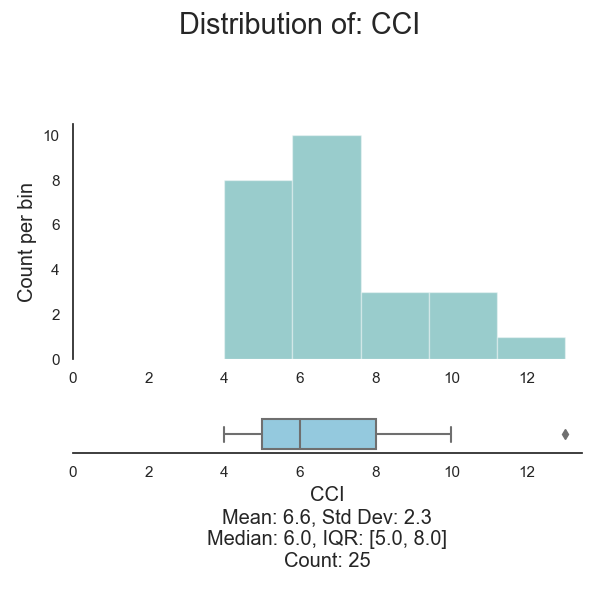 Distribution of: CCI
Count per bin
10
8
6
4
2
0
0 2 4 6 8 10 12
0 2 4 6 8 10 12
CCI
Mean: 6.6, Std Dev: 2.3
Median: 6.0, IQR: [5.0, 8.0]
Count: 25